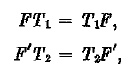 FT₁ = T₁F,
F′T₂ = T₂F′,